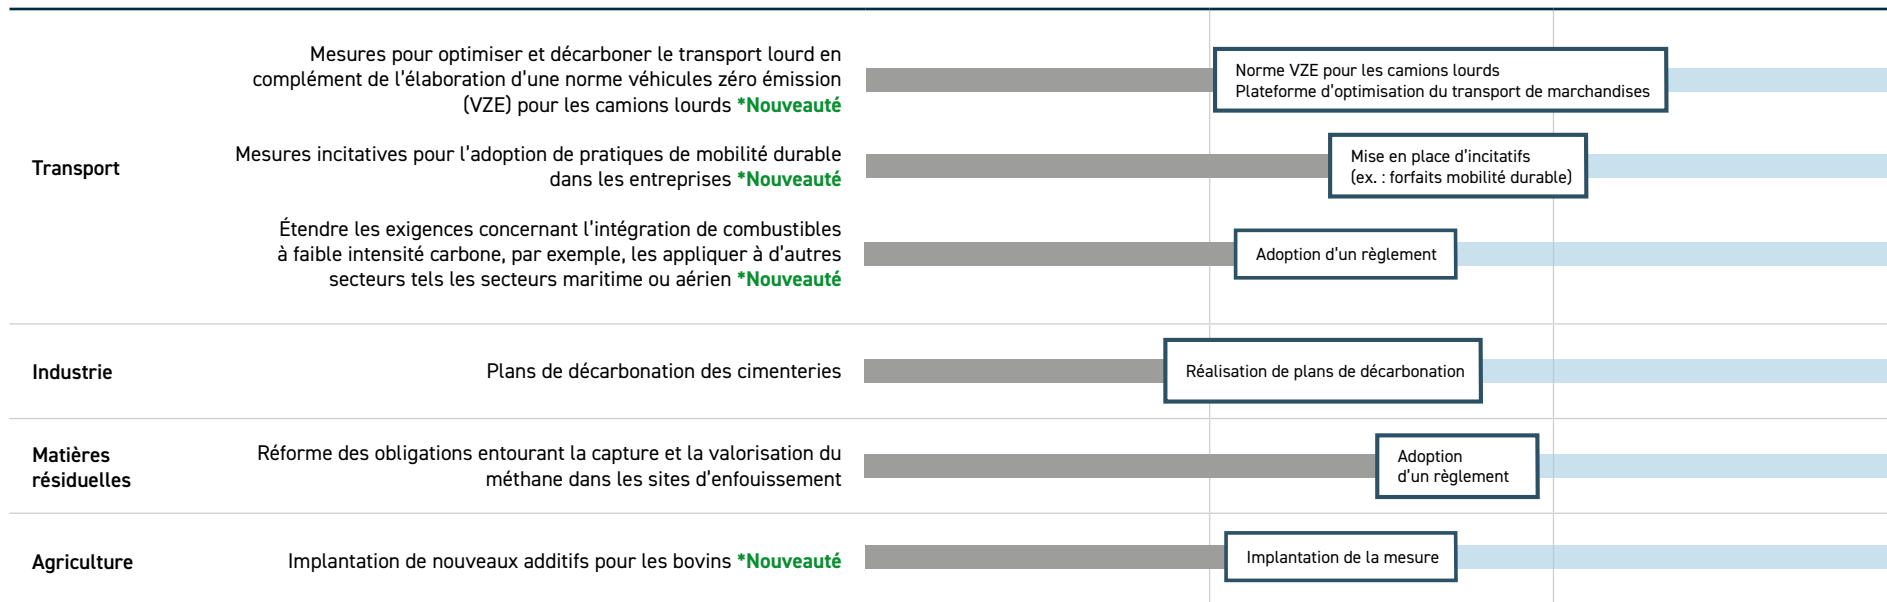 Transport
Mesures pour optimiser et décarboner le transport lourd en
complément de l’élaboration d’une norme véhicules zéro émission
(VZE) pour les camions lourds *Nouveauté
Norme VZE pour les camions lourds
Plateforme d’optimisation du transport de marchandises
Mesures incitatives pour l’adoption de pratiques de mobilité durable
dans les entreprises *Nouveauté
Mise en place d’incitatifs
(ex. : forfaits mobilité durable)
Étendre les exigences concernant l’intégration de combustibles
à faible intensité carbone, par exemple, les appliquer à d’autres
secteurs tels les secteurs maritime ou aérien *Nouveauté
Adoption d’un règlement
Industrie
Plans de décarbonation des cimenteries
Réalisation de plans de décarbonation
Matières
résiduelles
Réforme des obligations entourant la capture et la valorisation du
méthane dans les sites d’enfouissement
Adoption
d’un règlement
Agriculture
Implantation de nouveaux additifs pour les bovins *Nouveauté
Implantation de la mesure